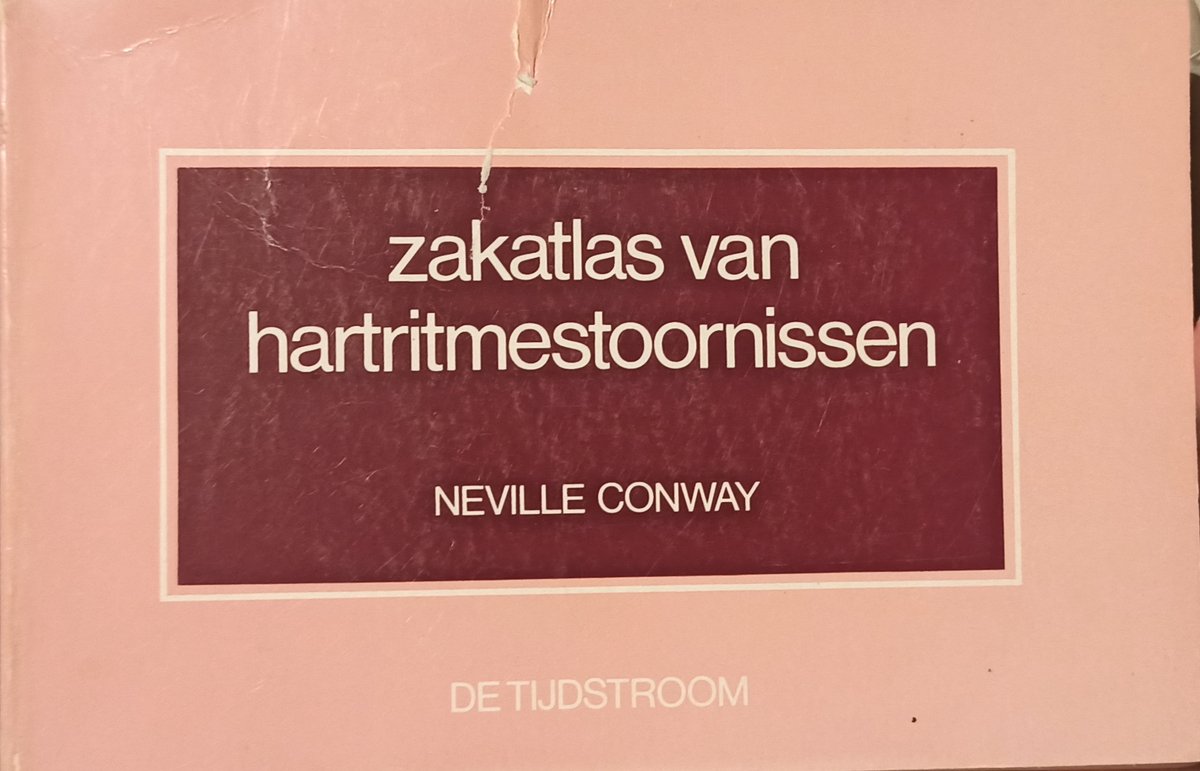 zakatlas van
hartritmestoornissen
NEVILLE CONWAY
DE TIJDSTROOM